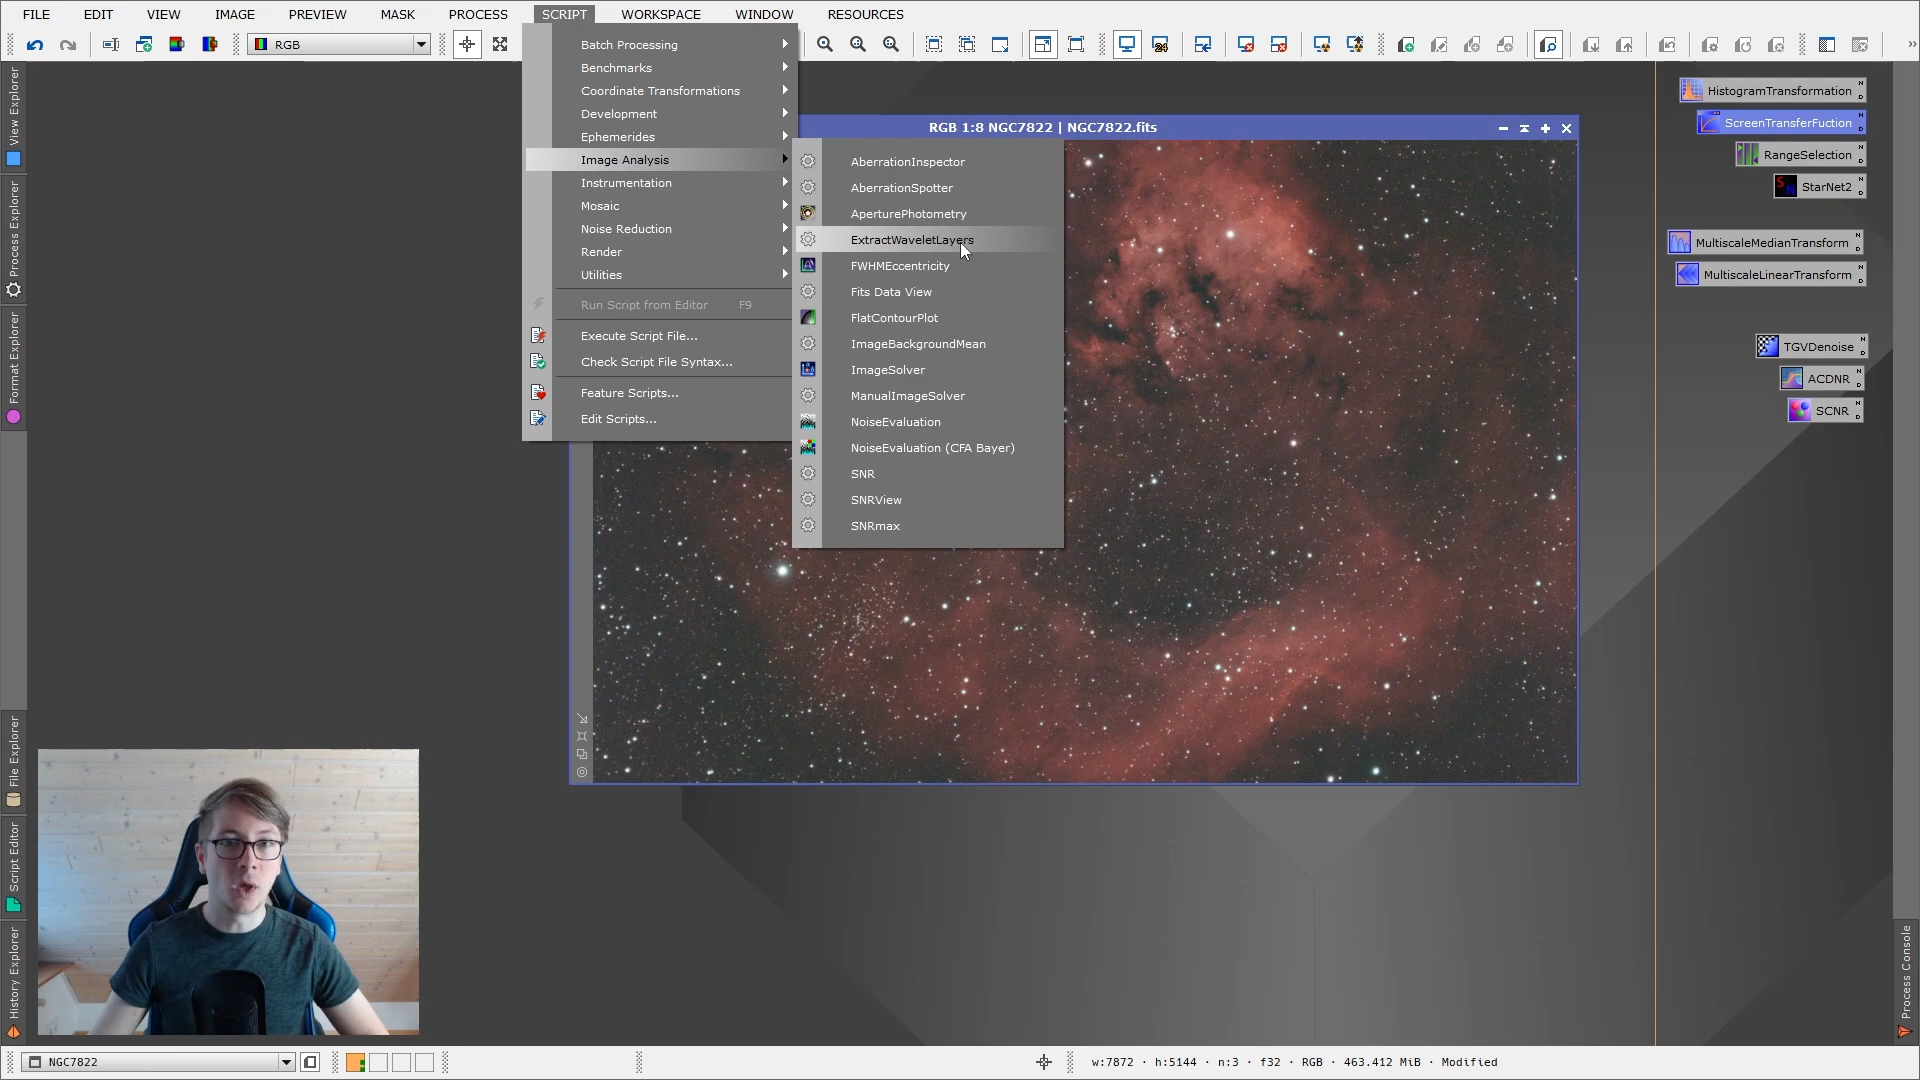 FILE EDIT VIEW IMAGE PREVIEW MASK PROCESS SCRIPT WORKSPACE WINDOW RESOURCES
RGB
24
»
View Explorer
Process Explorer
Format Explorer
File Explorer
Script Editor
History Explorer
Batch Processing
Benchmarks
Coordinate Transformations
Development
Ephemerides
Image Analysis
Instrumentation
Mosaic
Noise Reduction
Render
Utilities
Run Script from Editor F9
Execute Script File...
Check Script File Syntax...
Feature Scripts...
Edit Scripts...
RGB 1:8 NGC7822 | NGC7822.fits
AberrationInspector
AberrationSpotter
AperturePhotometry
ExtractWaveletLayers
FWHMEccentricity
Fits Data View
FlatContourPlot
ImageBackgroundMean
ImageSolver
ManualImageSolver
NoiseEvaluation
NoiseEvaluation (CFA Bayer)
SNR
SNRView
SNRmax
HistogramTransformation N D
ScreenTransferFuction N D
RangeSelection N D
StarNet2 N D
MultiscaleMedianTransform N D
MultiscaleLinearTransform N D
TGVDenoise N D
ACDNR N D
SCNR N D
Process Console
NGC7822
w:7872 · h:5144 · n:3 · f32 · RGB · 463.412 MiB · Modified